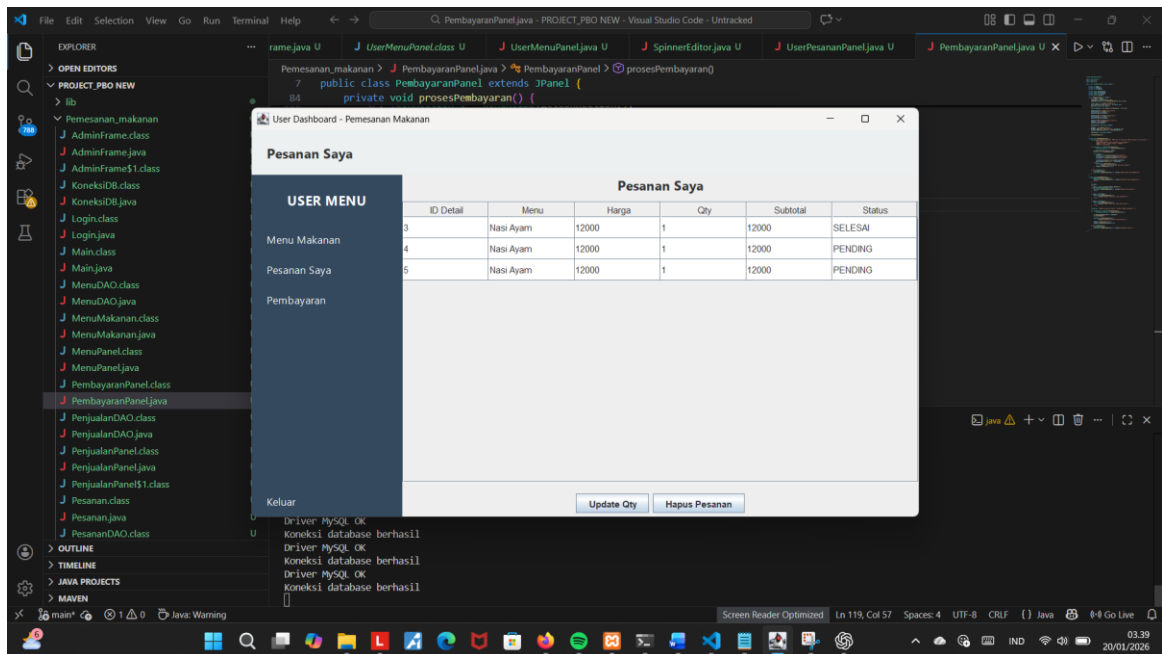 File Edit Selection View Go Run Terminal Help
PembayaranPanel.java - PROJECT_PBO NEW - Visual Studio Code - Untracked
EXPLORER
rame.java U
UserMenuPanel.class U
UserMenuPanel.java U
SpinnerEditor.java U
UserPesananPanel.java U
PembayaranPanel.java U
OPEN EDITORS
Pemesanan_makanan > PembayaranPanel.java > PembayaranPanel > prosesPembayaran()
PROJECT_PBO NEW
7 public class PembayaranPanel extends JPanel {
lib
84 private void prosesPembayaran() {
Pemesanan_makanan
AdminFrame.class
AdminFrame.java
AdminFrame$1.class
KoneksiDB.class
KoneksiDB.java
Login.class
Login.java
Main.class
Main.java
MenuDAO.class
MenuDAO.java
MenuMakanan.class
MenuMakanan.java
MenuPanel.class
MenuPanel.java
PembayaranPanel.class
PembayaranPanel.java
PenjualanDAO.class
PenjualanDAO.java
PenjualanPanel.class
PenjualanPanel.java
PenjualanPanel$1.class
Pesanan.class
Pesanan.java U
PesananDAO.class U
OUTLINE
TIMELINE
JAVA PROJECTS
MAVEN
788
User Dashboard - Pemesanan Makanan
Pesanan Saya
USER MENU
Menu Makanan
Pesanan Saya
Pembayaran
Keluar
Pesanan Saya
ID Detail Menu Harga Qty Subtotal Status
3 Nasi Ayam 12000 1 12000 SELESAI
4 Nasi Ayam 12000 1 12000 PENDING
5 Nasi Ayam 12000 1 12000 PENDING
Update Qty Hapus Pesanan
java
Driver MySQL OK
Koneksi database berhasil
Driver MySQL OK
Koneksi database berhasil
Driver MySQL OK
Koneksi database berhasil
main* 1 0 Java: Warning
Screen Reader Optimized Ln 119, Col 57 Spaces: 4 UTF-8 CRLF {} Java Go Live
6
IND
03.39
20/01/2026